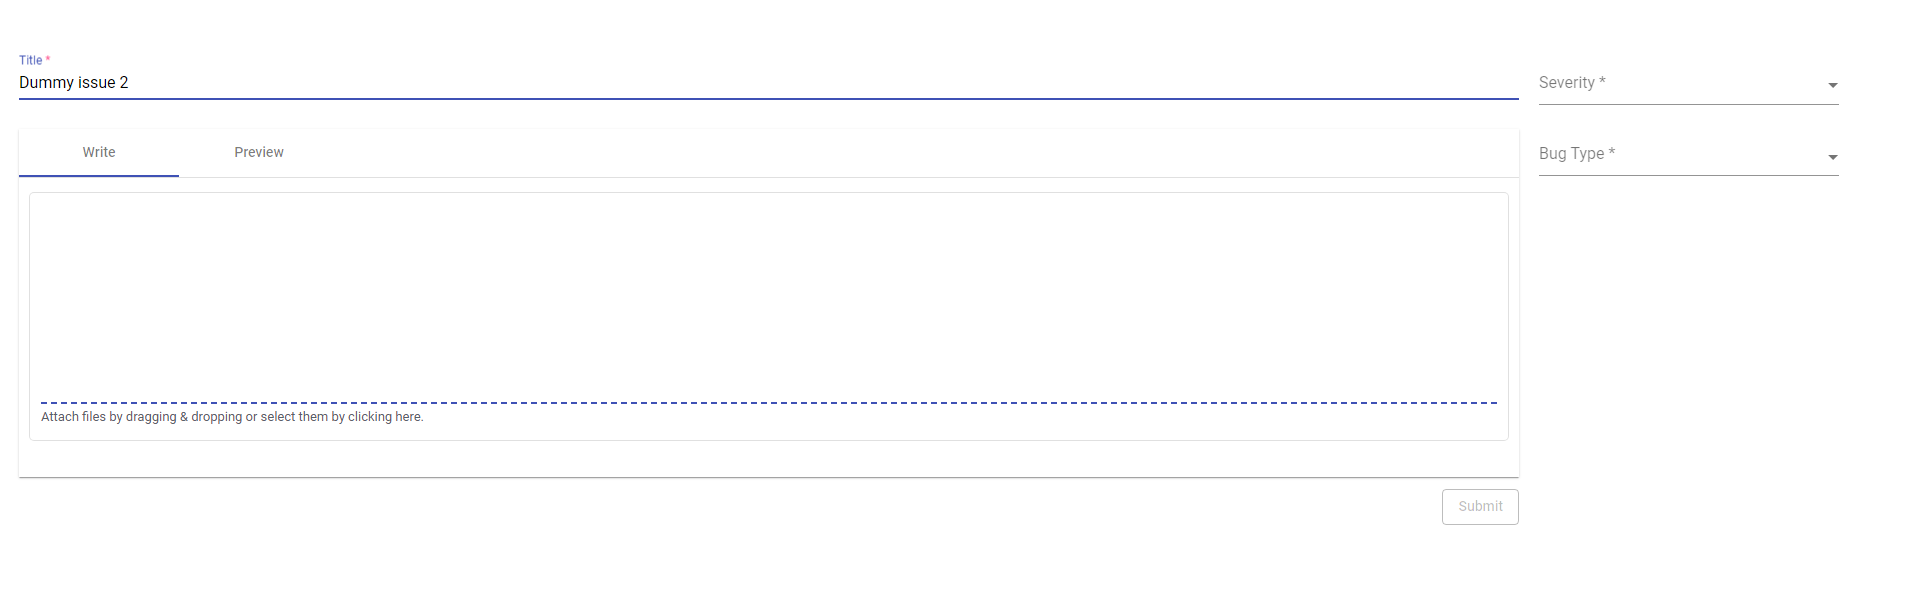 Title *
Dummy issue 2
Severity *
Write
Preview
Bug Type *
Attach files by dragging & dropping or select them by clicking here.
Submit